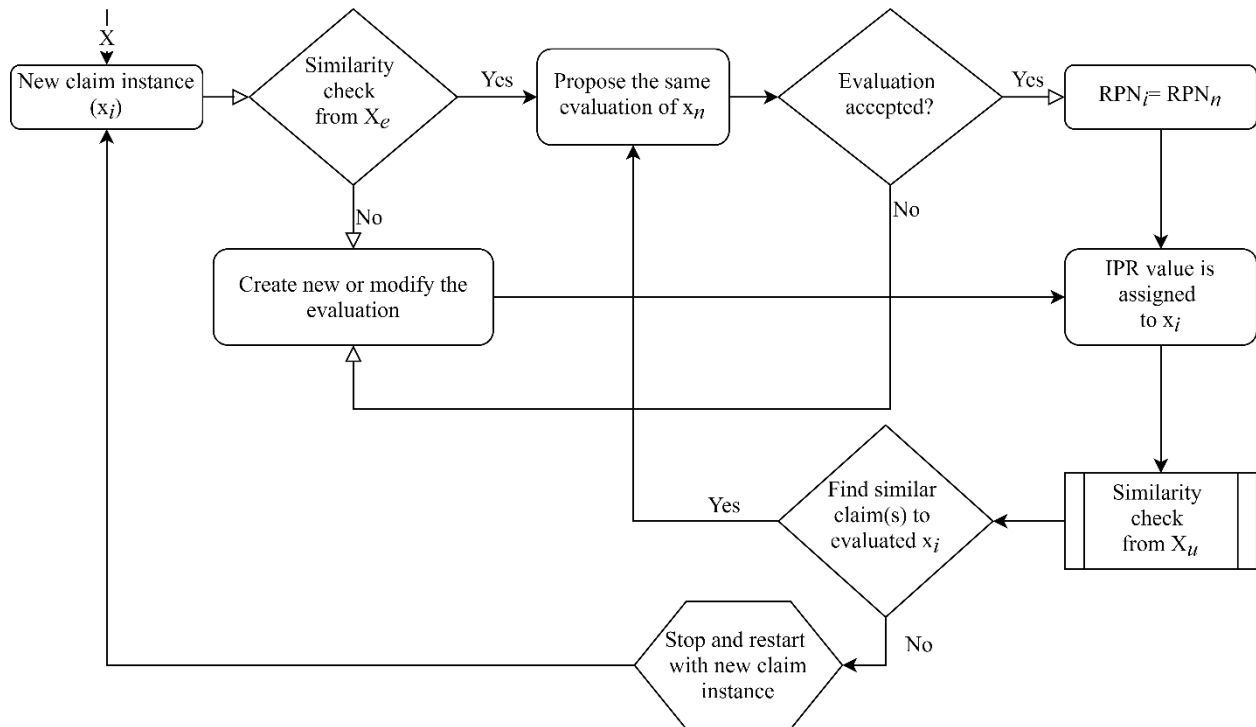 X
New claim instance
(xᵢ)
Similarity
check
from Xₑ
Yes
Propose the same
evaluation of xₙ
Evaluation
accepted?
Yes
RPNᵢ= RPNₙ
No
No
Create new or modify the
evaluation
IPR value is
assigned
to xᵢ
Yes
Find similar
claim(s) to
evaluated xᵢ
Similarity
check
from Xᵤ
No
Stop and restart
with new claim
instance